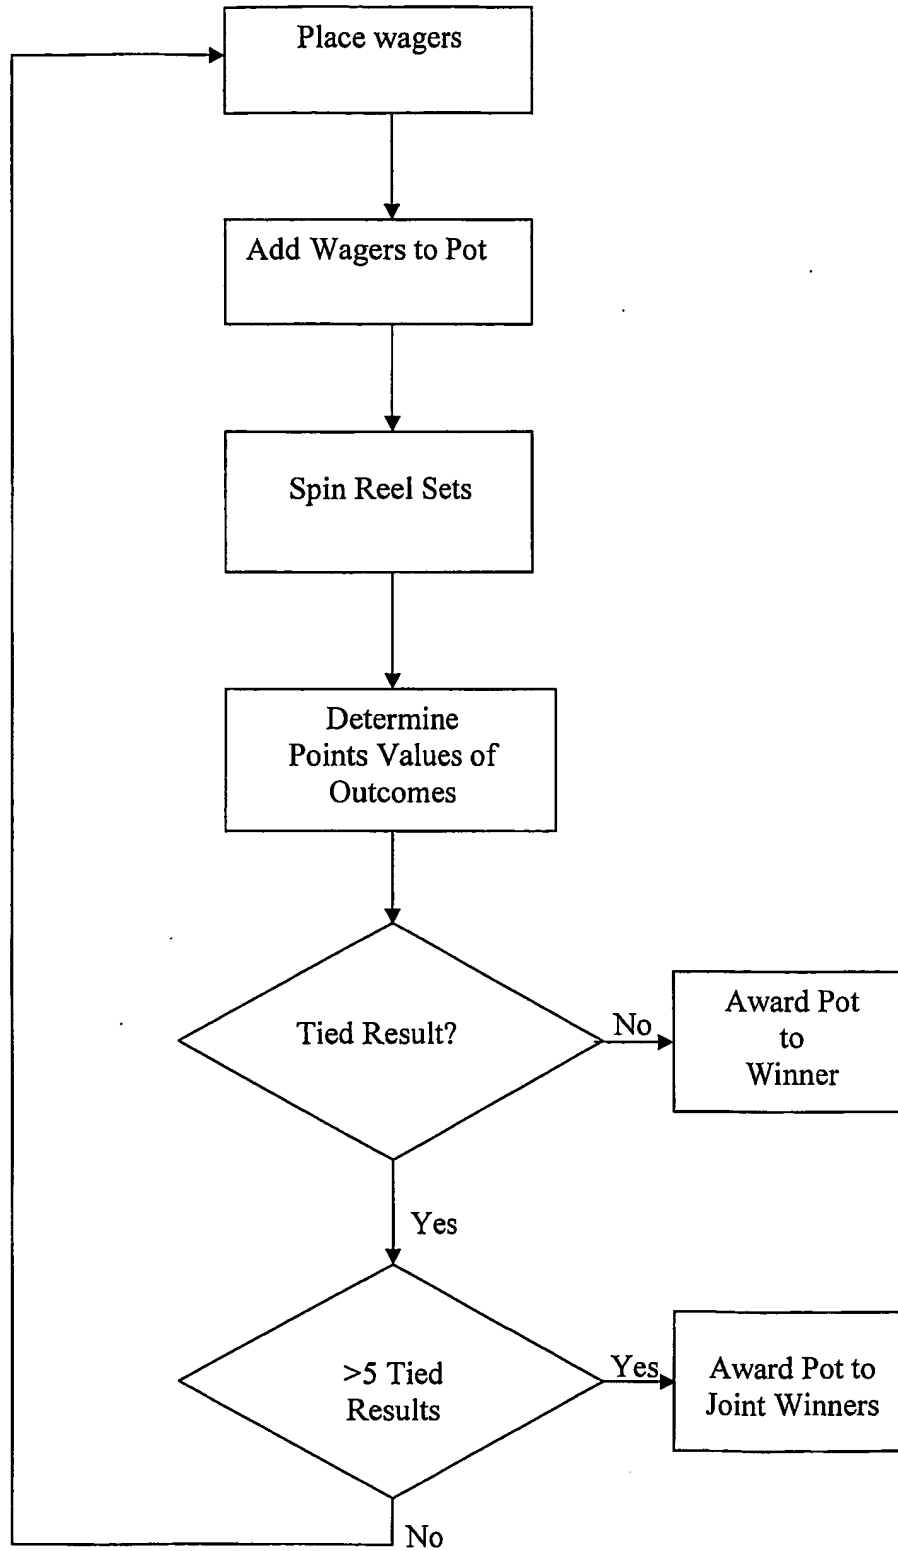 Place wagers
Add Wagers to Pot
Spin Reel Sets
Determine
Points Values of
Outcomes
Tied Result?
No
Award Pot
to
Winner
Yes
>5 Tied
Results
Yes
Award Pot to
Joint Winners
No